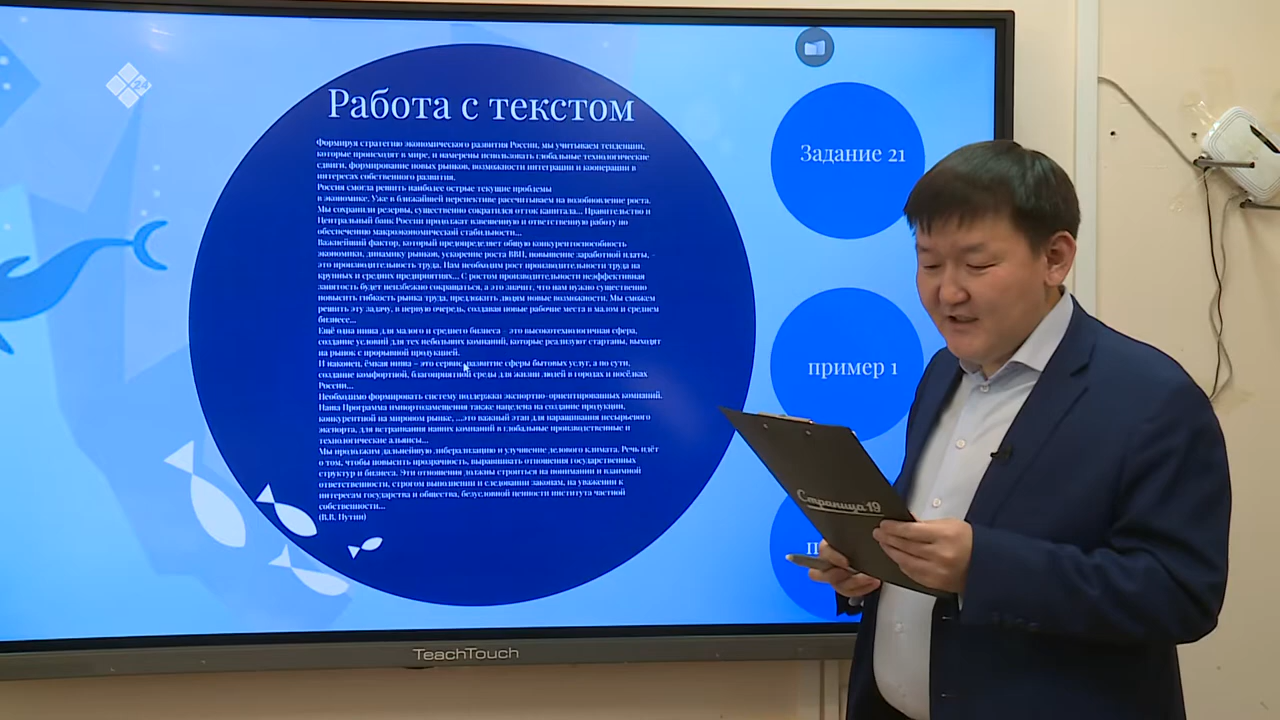 24
Работа с текстом
Формируя стратегию экономического развития России, мы учитываем тенденции,
которые происходят в мире, и намерены использовать глобальные технологические
сдвиги, формирование новых рынков, возможности интеграции и кооперации в
интересах собственного развития.
Россия смогла решить наиболее острые текущие проблемы
в экономике. Уже в ближайшей перспективе рассчитываем на возобновление роста.
Мы сохранили резервы, существенно сократился отток капитала... Правительство и
Центральный банк России продолжат взвешенную и ответственную работу по
обеспечению макроэкономической стабильности...
Важнейший фактор, который предопределяет общую конкурентоспособность
экономики, динамику рынков, ускорение роста ВВП, повышение заработной платы, –
это производительность труда. Нам необходим рост производительности труда на
крупных и средних предприятиях... С ростом производительности неэффективная
занятость будет неизбежно сокращаться, а это значит, что нам нужно существенно
повысить гибкость рынка труда, предложить людям новые возможности. Мы сможем
решить эту задачу, в первую очередь, создавая новые рабочие места в малом и среднем
бизнесе...
Ещё одна ниша для малого и среднего бизнеса – это высокотехнологичная сфера,
создание условий для тех небольших компаний, которые реализуют стартапы, выходят
на рынок с прорывной продукцией.
И наконец, ёмкая ниша – это сервис, развитие сферы бытовых услуг, а по сути,
создание комфортной, благоприятной среды для жизни людей в городах и посёлках
России...
Необходимо формировать систему поддержки экспортно-ориентированных компаний.
Наша Программа импортозамещения также нацелена на создание продукции,
конкурентной на мировом рынке, ...это важный этап для наращивания несырьевого
экспорта, для встраивания наших компаний в глобальные производственные и
технологические альянсы...
Мы продолжим дальнейшую либерализацию и улучшение делового климата. Речь идёт
о том, чтобы повысить прозрачность, выравнивать отношения государственных
структур и бизнеса. Эти отношения должны строиться на понимании и взаимной
ответственности, строгом выполнении и следовании законам, на уважении к
интересам государства и общества, безусловной ценности института частной
собственности...
(В.В. Путин)
Задание 21
пример 1
Страница 19
TeachTouch